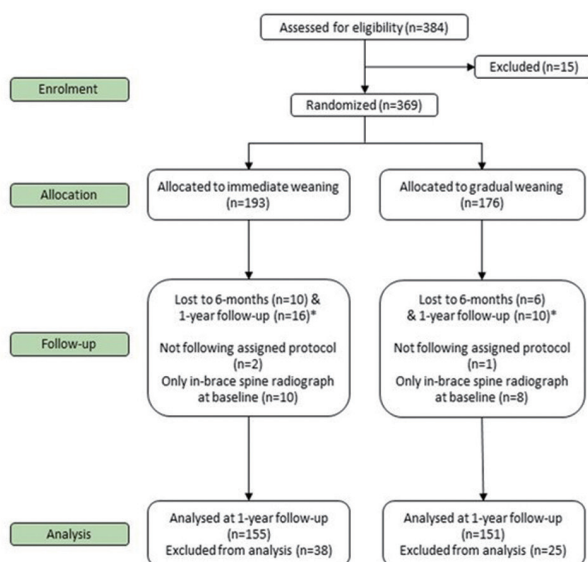 Assessed for eligibility (n=384)
Excluded (n=15)
Enrolment
Randomized (n=369)
Allocation
Allocated to immediate weaning
(n=193)
Allocated to gradual weaning
(n=176)
Follow-up
Lost to 6-months (n=10) &
1-year follow-up (n=16)*
Not following assigned protocol
(n=2)
Only in-brace spine radiograph
at baseline (n=10)
Lost to 6-months (n=6)
& 1-year follow-up (n=10)*
Not following assigned protocol
(n=1)
Only in-brace spine radiograph
at baseline (n=8)
Analysis
Analysed at 1-year follow-up
(n=155)
Excluded from analysis (n=38)
Analysed at 1-year follow-up
(n=151)
Excluded from analysis (n=25)